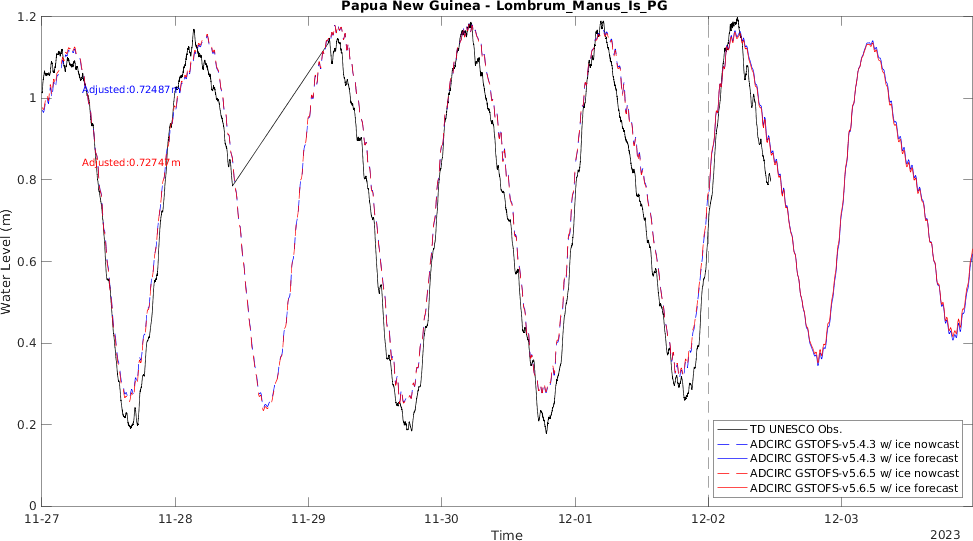 Papua New Guinea - Lombrum_Manus_Is_PG
1.2
1
0.8
0.6
0.4
0.2
0
Water Level (m)
Adjusted:0.72487m
Adjusted:0.72747m
TD UNESCO Obs.
ADCIRC GSTOFS-v5.4.3 w/ ice nowcast
ADCIRC GSTOFS-v5.4.3 w/ ice forecast
ADCIRC GSTOFS-v5.6.5 w/ ice nowcast
ADCIRC GSTOFS-v5.6.5 w/ ice forecast
11-27 11-28 11-29 11-30 12-01 12-02 12-03
Time
2023